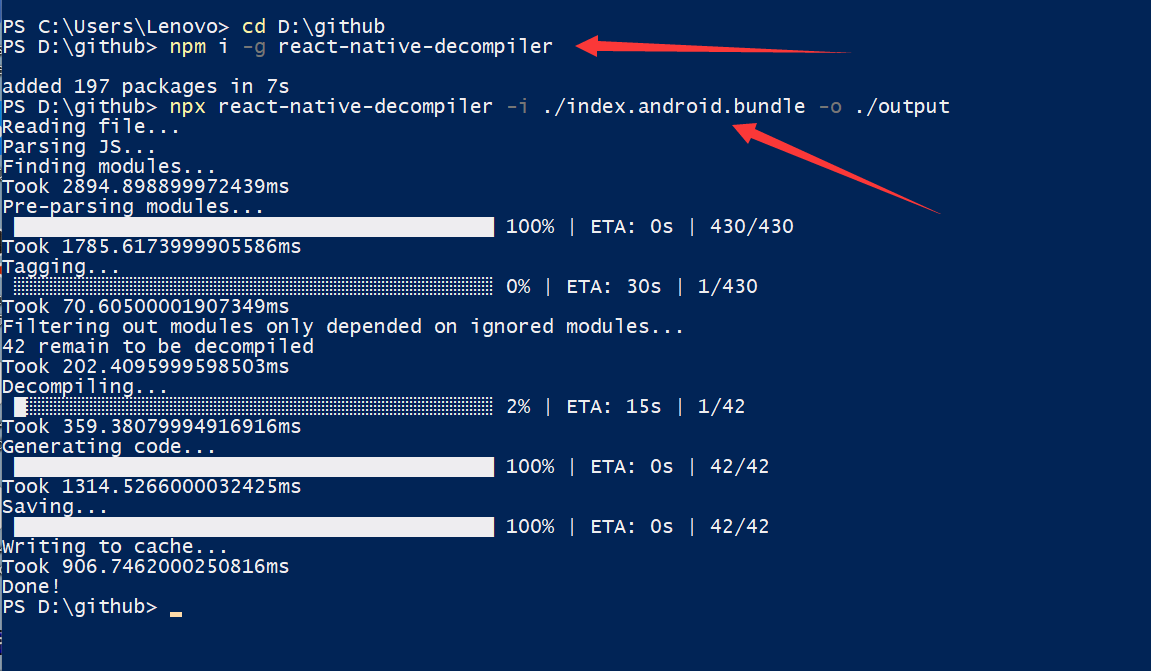 PS C:\Users\Lenovo> cd D:\github
PS D:\github> npm i -g react-native-decompiler
added 197 packages in 7s
PS D:\github> npx react-native-decompiler -i ./index.android.bundle -o ./output
Reading file...
Parsing JS...
Finding modules...
Took 2894.898899972439ms
Pre-parsing modules...
100% | ETA: 0s | 430/430
Took 1785.6173999905586ms
Tagging...
0% | ETA: 30s | 1/430
Took 70.60500001907349ms
Filtering out modules only depended on ignored modules...
42 remain to be decompiled
Took 202.4095999598503ms
Decompiling...
2% | ETA: 15s | 1/42
Took 359.38079994916916ms
Generating code...
100% | ETA: 0s | 42/42
Took 1314.5266000032425ms
Saving...
100% | ETA: 0s | 42/42
Writing to cache...
Took 906.7462000250816ms
Done!
PS D:\github>